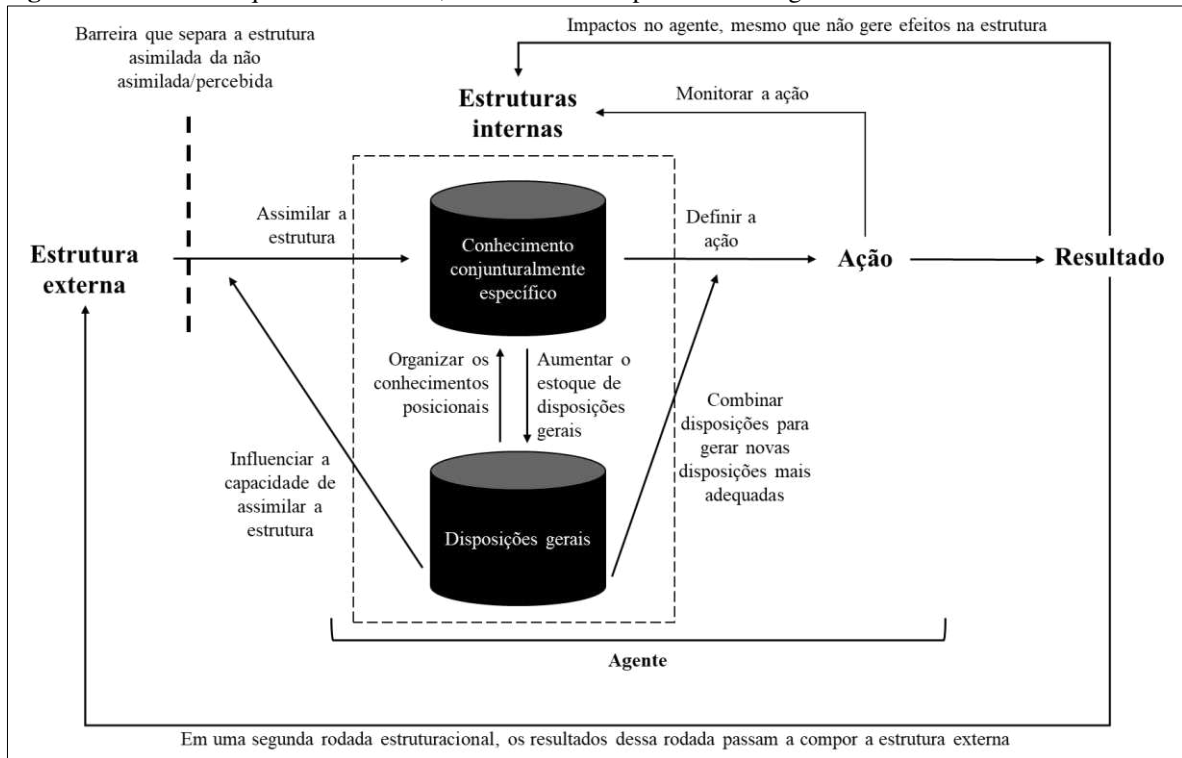 Impactos no agente, mesmo que não gere efeitos na estrutura
Barreira que separa a estrutura
asimilada da não
asimilada/percebida
Estruturas
internas
Monitorar a ação
Assimilar a
estrutura
Definir a
ação
Estrutura
externa
Conhecimento
conjunturalmente
específico
Ação
Resultado
Organizar os
conhecimentos
posicionais
Aumentar o
estoque de
disposições
gerais
Combinar
disposições para
gerar novas
disposições mais
adequadas
Influenciar a
capacidade de
assimilar a
estrutura
Disposições gerais
Agente
Em uma segunda rodada estruturacional, os resultados dessa rodada passam a compor a estrutura externa